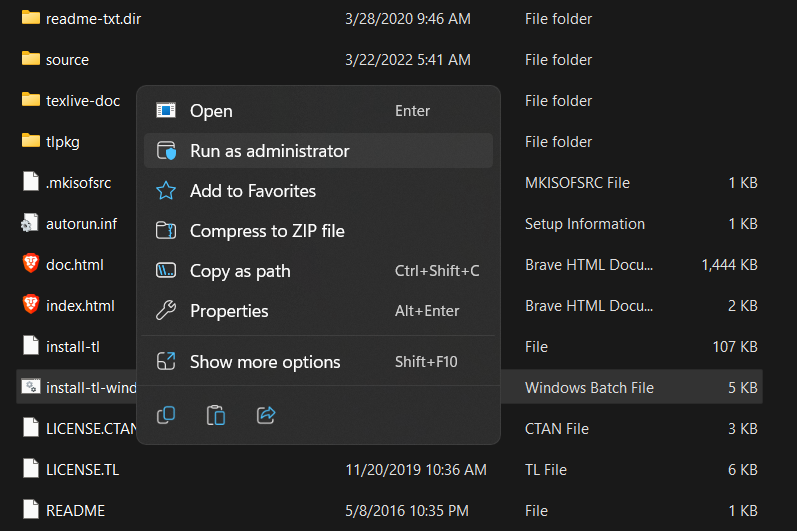 readme-txt.dir 3/28/2020 9:46 AM File folder
source 3/22/2022 5:41 AM File folder
texlive-doc File folder
Open Enter
tlpkg File folder
Run as administrator
.mkisofsrc MKISOFSRC File 1 KB
Add to Favorites
autorun.inf Setup Information 1 KB
Compress to ZIP file
doc.html Brave HTML Docu... 1,444 KB
Copy as path Ctrl+Shift+C
index.html Brave HTML Docu... 2 KB
Properties Alt+Enter
install-tl File 107 KB
Show more options Shift+F10
install-tl-wind Windows Batch File 5 KB
LICENSE.CTAN CTAN File 3 KB
LICENSE.TL 11/20/2019 10:36 AM TL File 6 KB
README 5/8/2016 10:35 PM File 1 KB